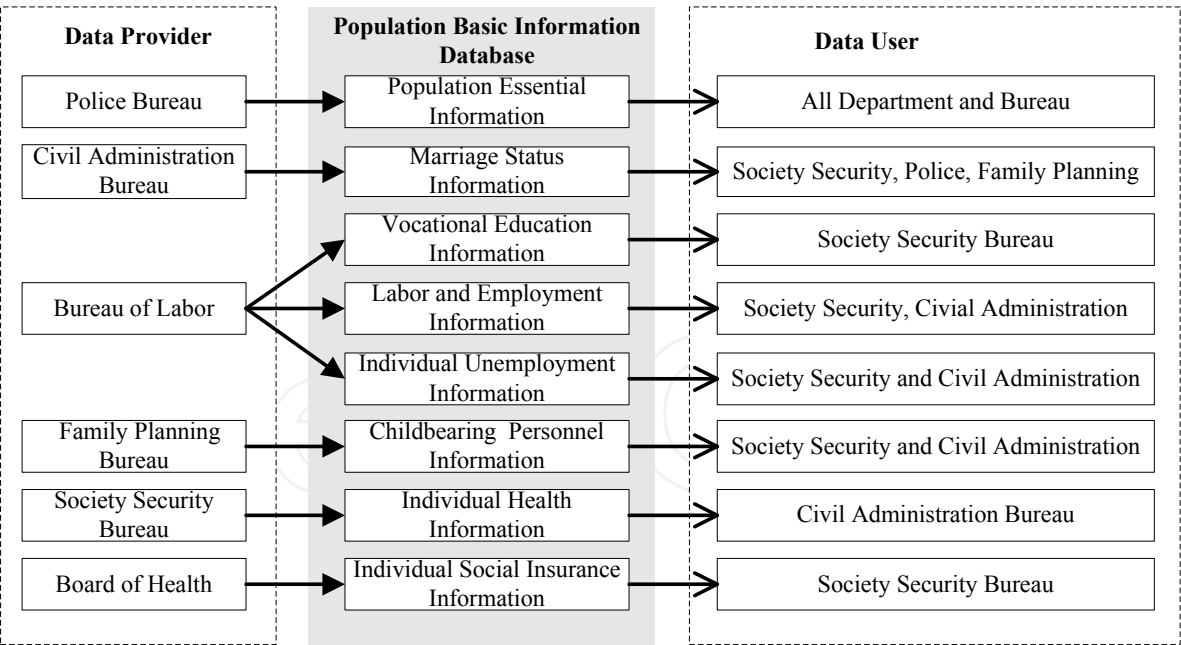 Data Provider
Population Basic Information
Database
Data User
Police Bureau
Population Essential
Information
All Department and Bureau
Civil Administration
Bureau
Marriage Status
Information
Society Security, Police, Family Planning
Vocational Education
Information
Society Security Bureau
Bureau of Labor
Labor and Employment
Information
Society Security, Civial Administration
Individual Unemployment
Information
Society Security and Civil Administration
Family Planning
Bureau
Childbearing Personnel
Information
Society Security and Civil Administration
Society Security
Bureau
Individual Health
Information
Civil Administration Bureau
Board of Health
Individual Social Insurance
Information
Society Security Bureau